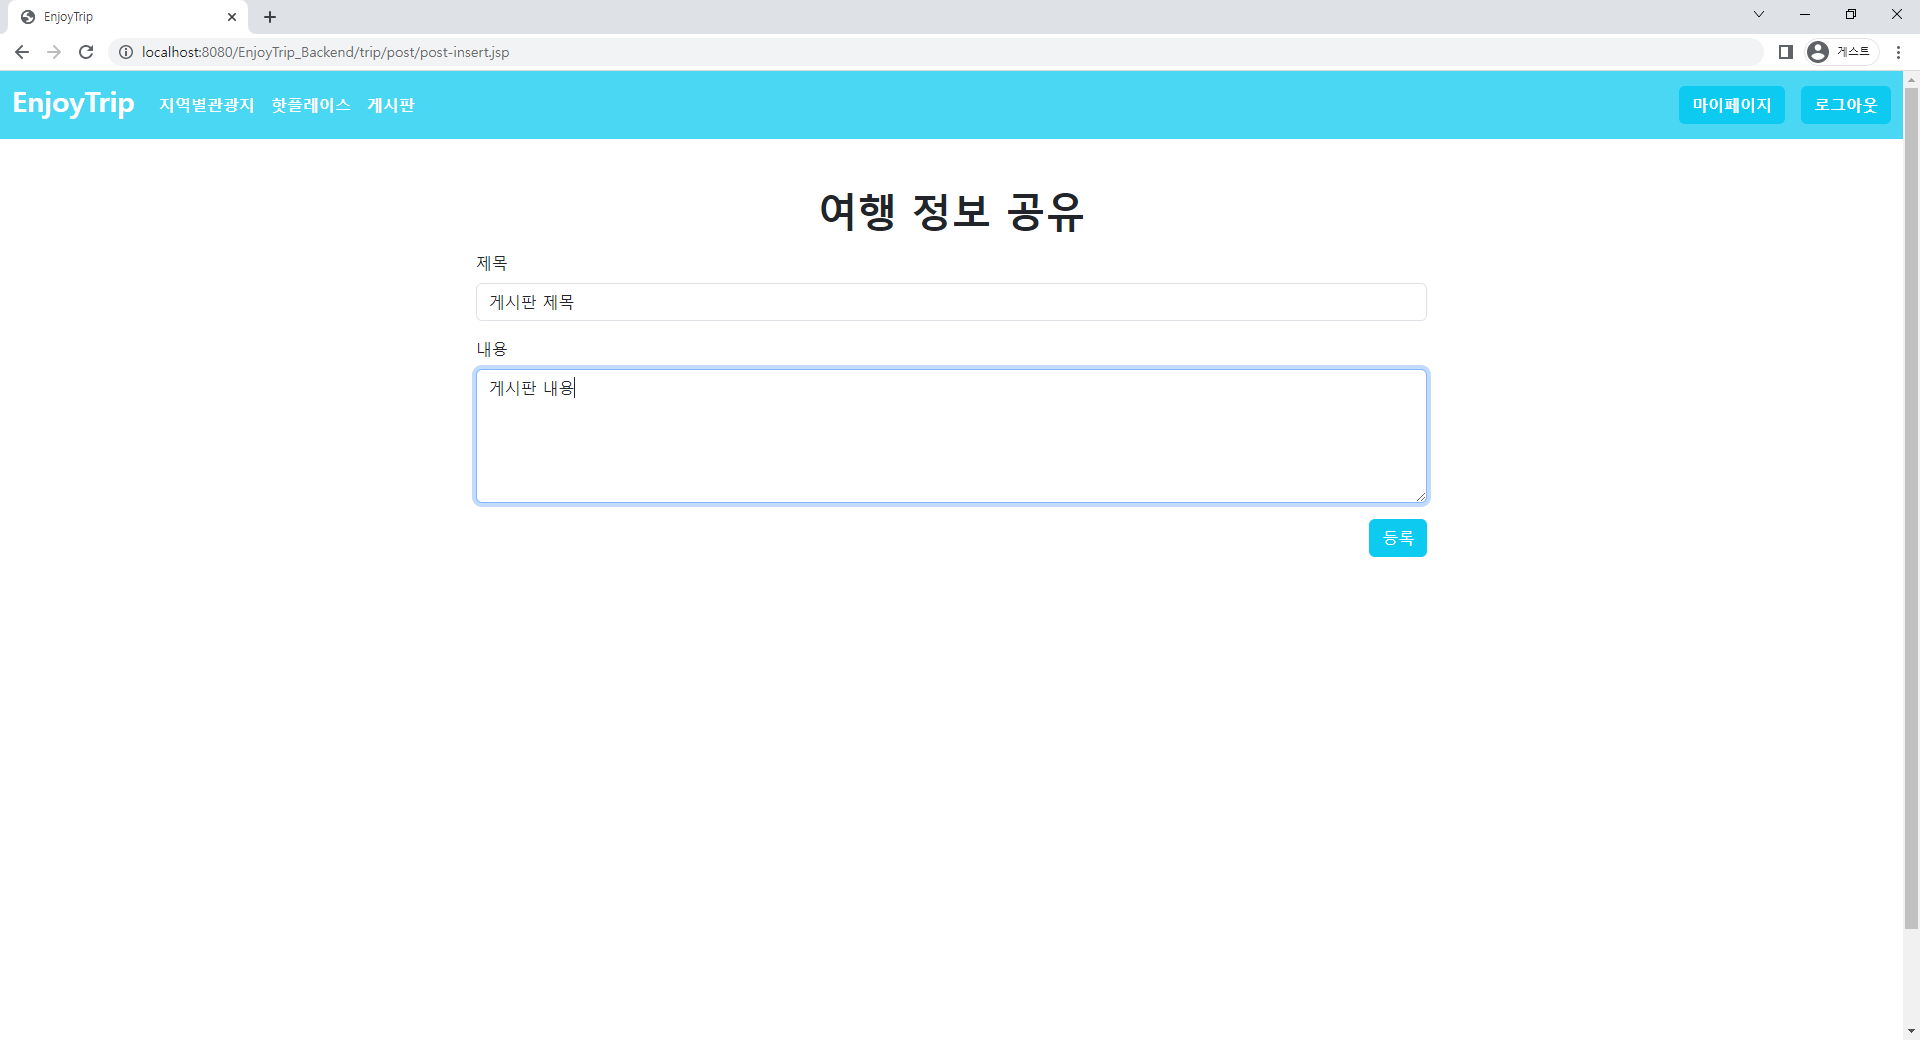 EnjoyTrip
localhost:8080/EnjoyTrip_Backend/trip/post/post-insert.jsp
게스트
EnjoyTrip 지역별관광지 핫플레이스 게시판 마이페이지 로그아웃
여행 정보 공유
제목
게시판 제목
내용
게시판 내용
등록